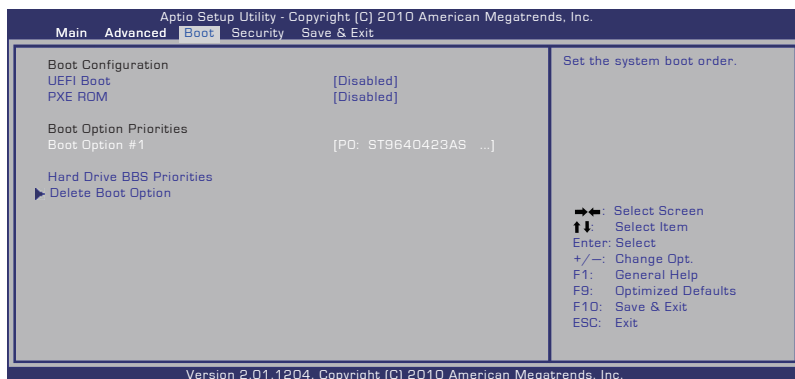 Aptio Setup Utility - Copyright (C) 2010 American Megatrends, Inc.
Main Advanced Boot Security Save & Exit
Boot Configuration
UEFI Boot [Disabled]
PXE ROM [Disabled]
Boot Option Priorities
Boot Option #1 [P0: ST9640423AS ...]
Hard Drive BBS Priorities
Delete Boot Option
Set the system boot order.
→←: Select Screen
↑↓: Select Item
Enter: Select
+/—: Change Opt.
F1: General Help
F9: Optimized Defaults
F10: Save & Exit
ESC: Exit
Version 2.01.1204. Copyright (C) 2010 American Megatrends, Inc.